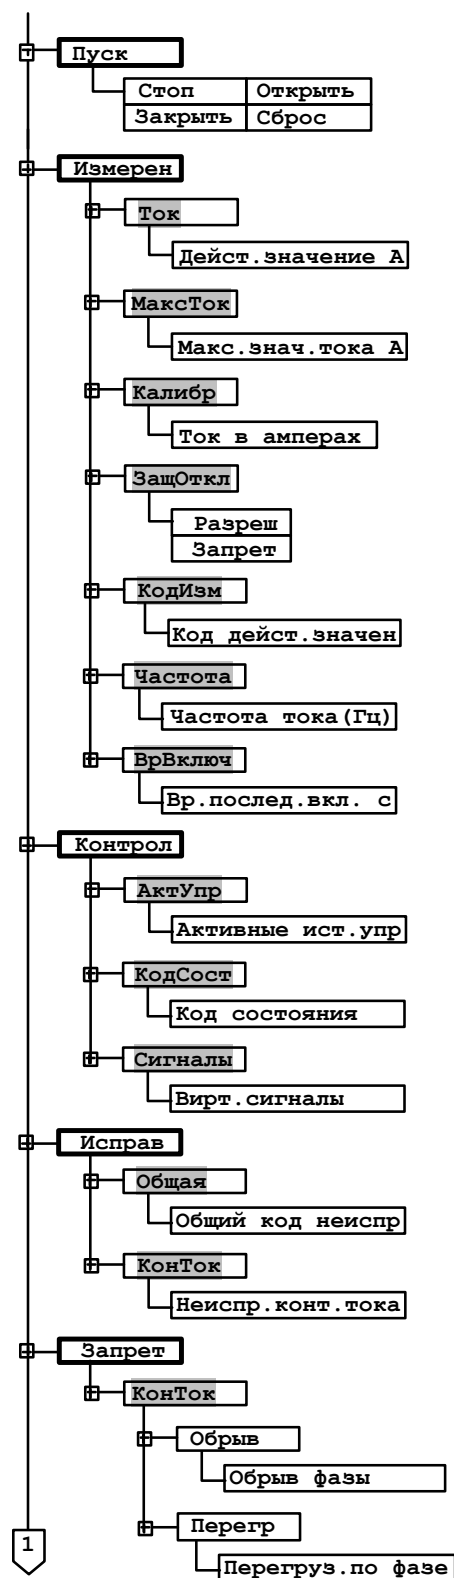 Пуск
Стоп Открыть
Закрыть Сброс
Измерен
Ток
Дейст.значение А
МаксТок
Макс.знач.тока А
Калибр
Ток в амперах
ЗащОткл
Разреш
Запрет
КодИзм
Код дейст.значен
Частота
Частота тока(Гц)
ВрВключ
Вр.послед.вкл. с
Контрол
АктУпр
Активные ист.упр
КодСост
Код состояния
Сигналы
Вирт.сигналы
Исправ
Общая
Общий код неиспр
КонТок
Неиспр.конт.тока
Запрет
КонТок
Обрыв
Обрыв фазы
Перегр
Перегруз.по фазе
1